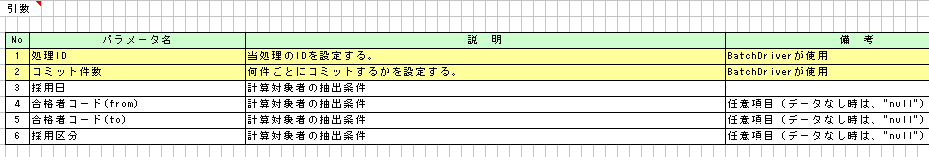 引数
No パラメータ名 説　明 備　考
1 処理ID 当処理のIDを設定する。 BatchDriverが使用
2 コミット件数 何件ごとにコミットするかを設定する。 BatchDriverが使用
3 採用日 計算対象者の抽出条件
4 合格者コード(from) 計算対象者の抽出条件 任意項目（データなし時は、"null"）
5 合格者コード(to) 計算対象者の抽出条件 任意項目（データなし時は、"null"）
6 採用区分 計算対象者の抽出条件 任意項目（データなし時は、"null"）